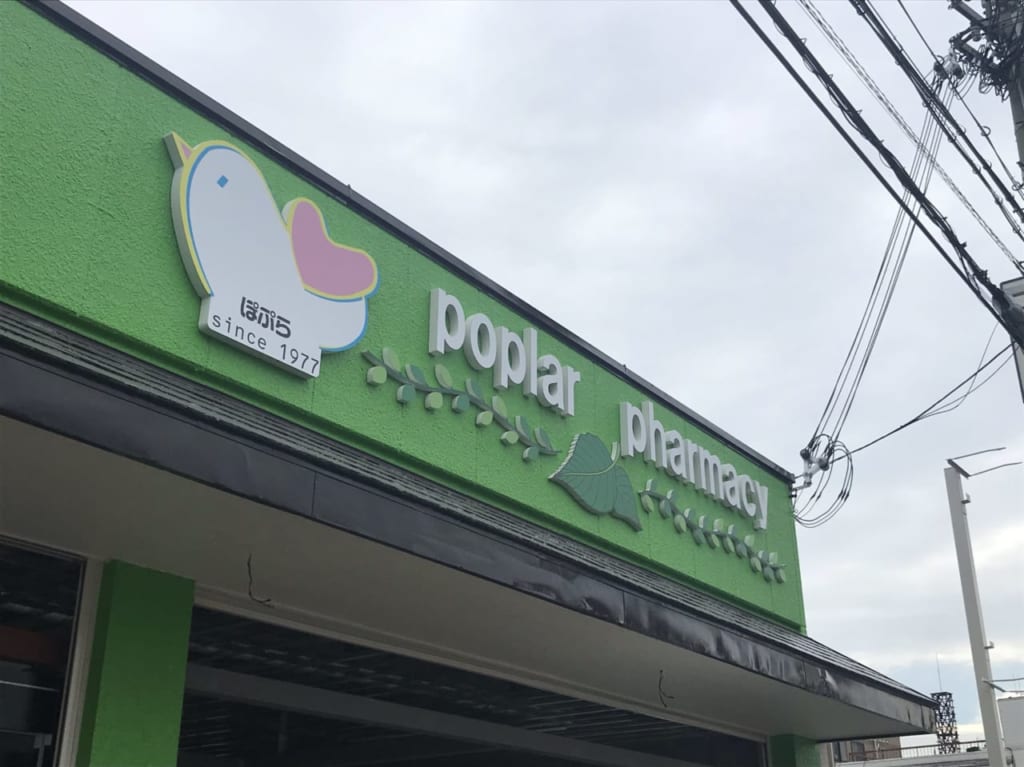 ぽぷら
since 1977
poplar
pharmacy